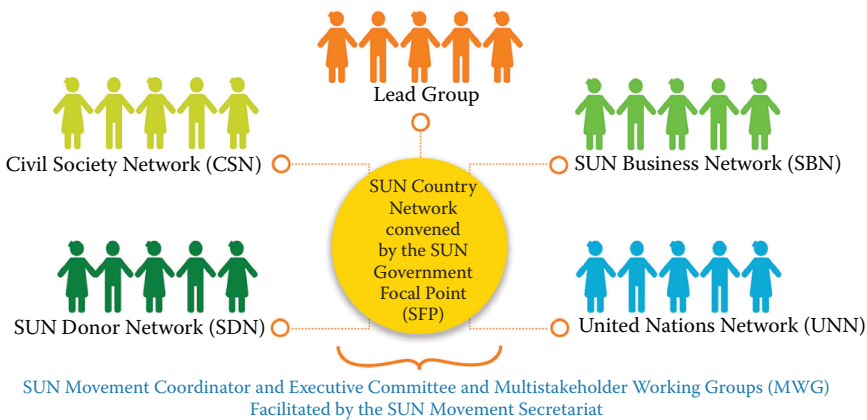 Lead Group
Civil Society Network (CSN)
SUN Business Network (SBN)
SUN Country
Network
convened
by the SUN
Government
Focal Point
(SFP)
SUN Donor Network (SDN)
United Nations Network (UNN)
SUN Movement Coordinator and Executive Committee and Multistakeholder Working Groups (MWG)
Facilitated by the SUN Movement Secretariat